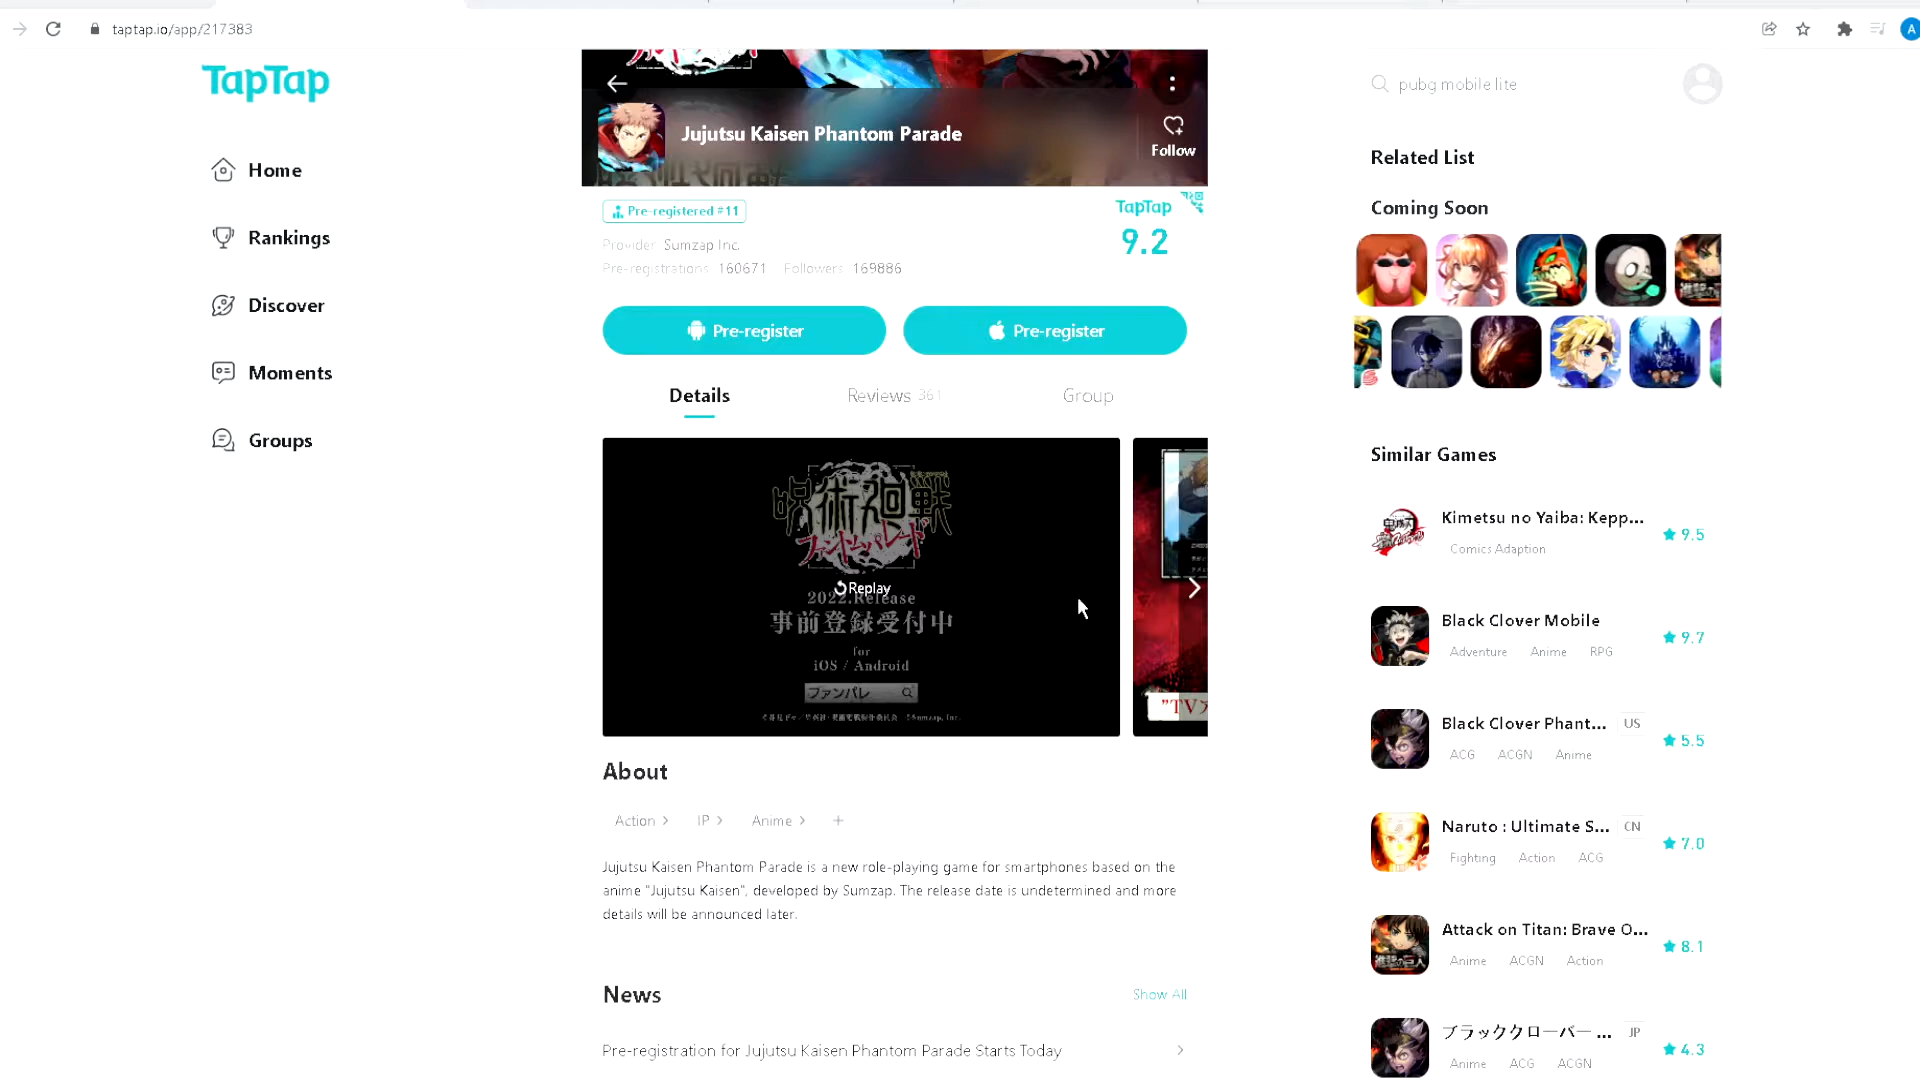 taptap.io/app/217383
A
TapTap
Home
Rankings
Discover
Moments
Groups
Jujutsu Kaisen Phantom Parade
Follow
Pre-registered #11
Provider Sumzap Inc.
Pre-registrations 160671 Followers 169886
TapTap
9.2
Pre-register
Pre-register
Details
Reviews 361
Group
呪術廻戦
ファントムパレード
Replay
2022.Release
事前登録受付中
for
iOS / Android
ファンパレ
"TV
About
Action
IP
Anime
+
Jujutsu Kaisen Phantom Parade is a new role-playing game for smartphones based on the
anime "Jujutsu Kaisen", developed by Sumzap. The release date is undetermined and more
details will be announced later.
News
Show All
Pre-registration for Jujutsu Kaisen Phantom Parade Starts Today
pubg mobile lite
Related List
Coming Soon
Similar Games
Kimetsu no Yaiba: Kepp...
Comics Adaption
9.5
Black Clover Mobile
Adventure Anime RPG
9.7
Black Clover Phant... US
ACG ACGN Anime
5.5
Naruto : Ultimate S... CN
Fighting Action ACG
7.0
Attack on Titan: Brave O...
Anime ACGN Action
8.1
ブラッククローバー ... JP
Anime ACG ACGN
4.3